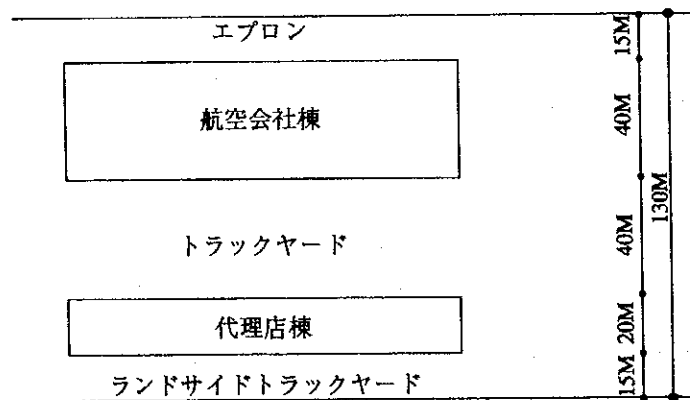 エプロン
15M
航空会社棟
40M
130M
トラックヤード
40M
代理店棟
20M
ランドサイドトラックヤード
15M